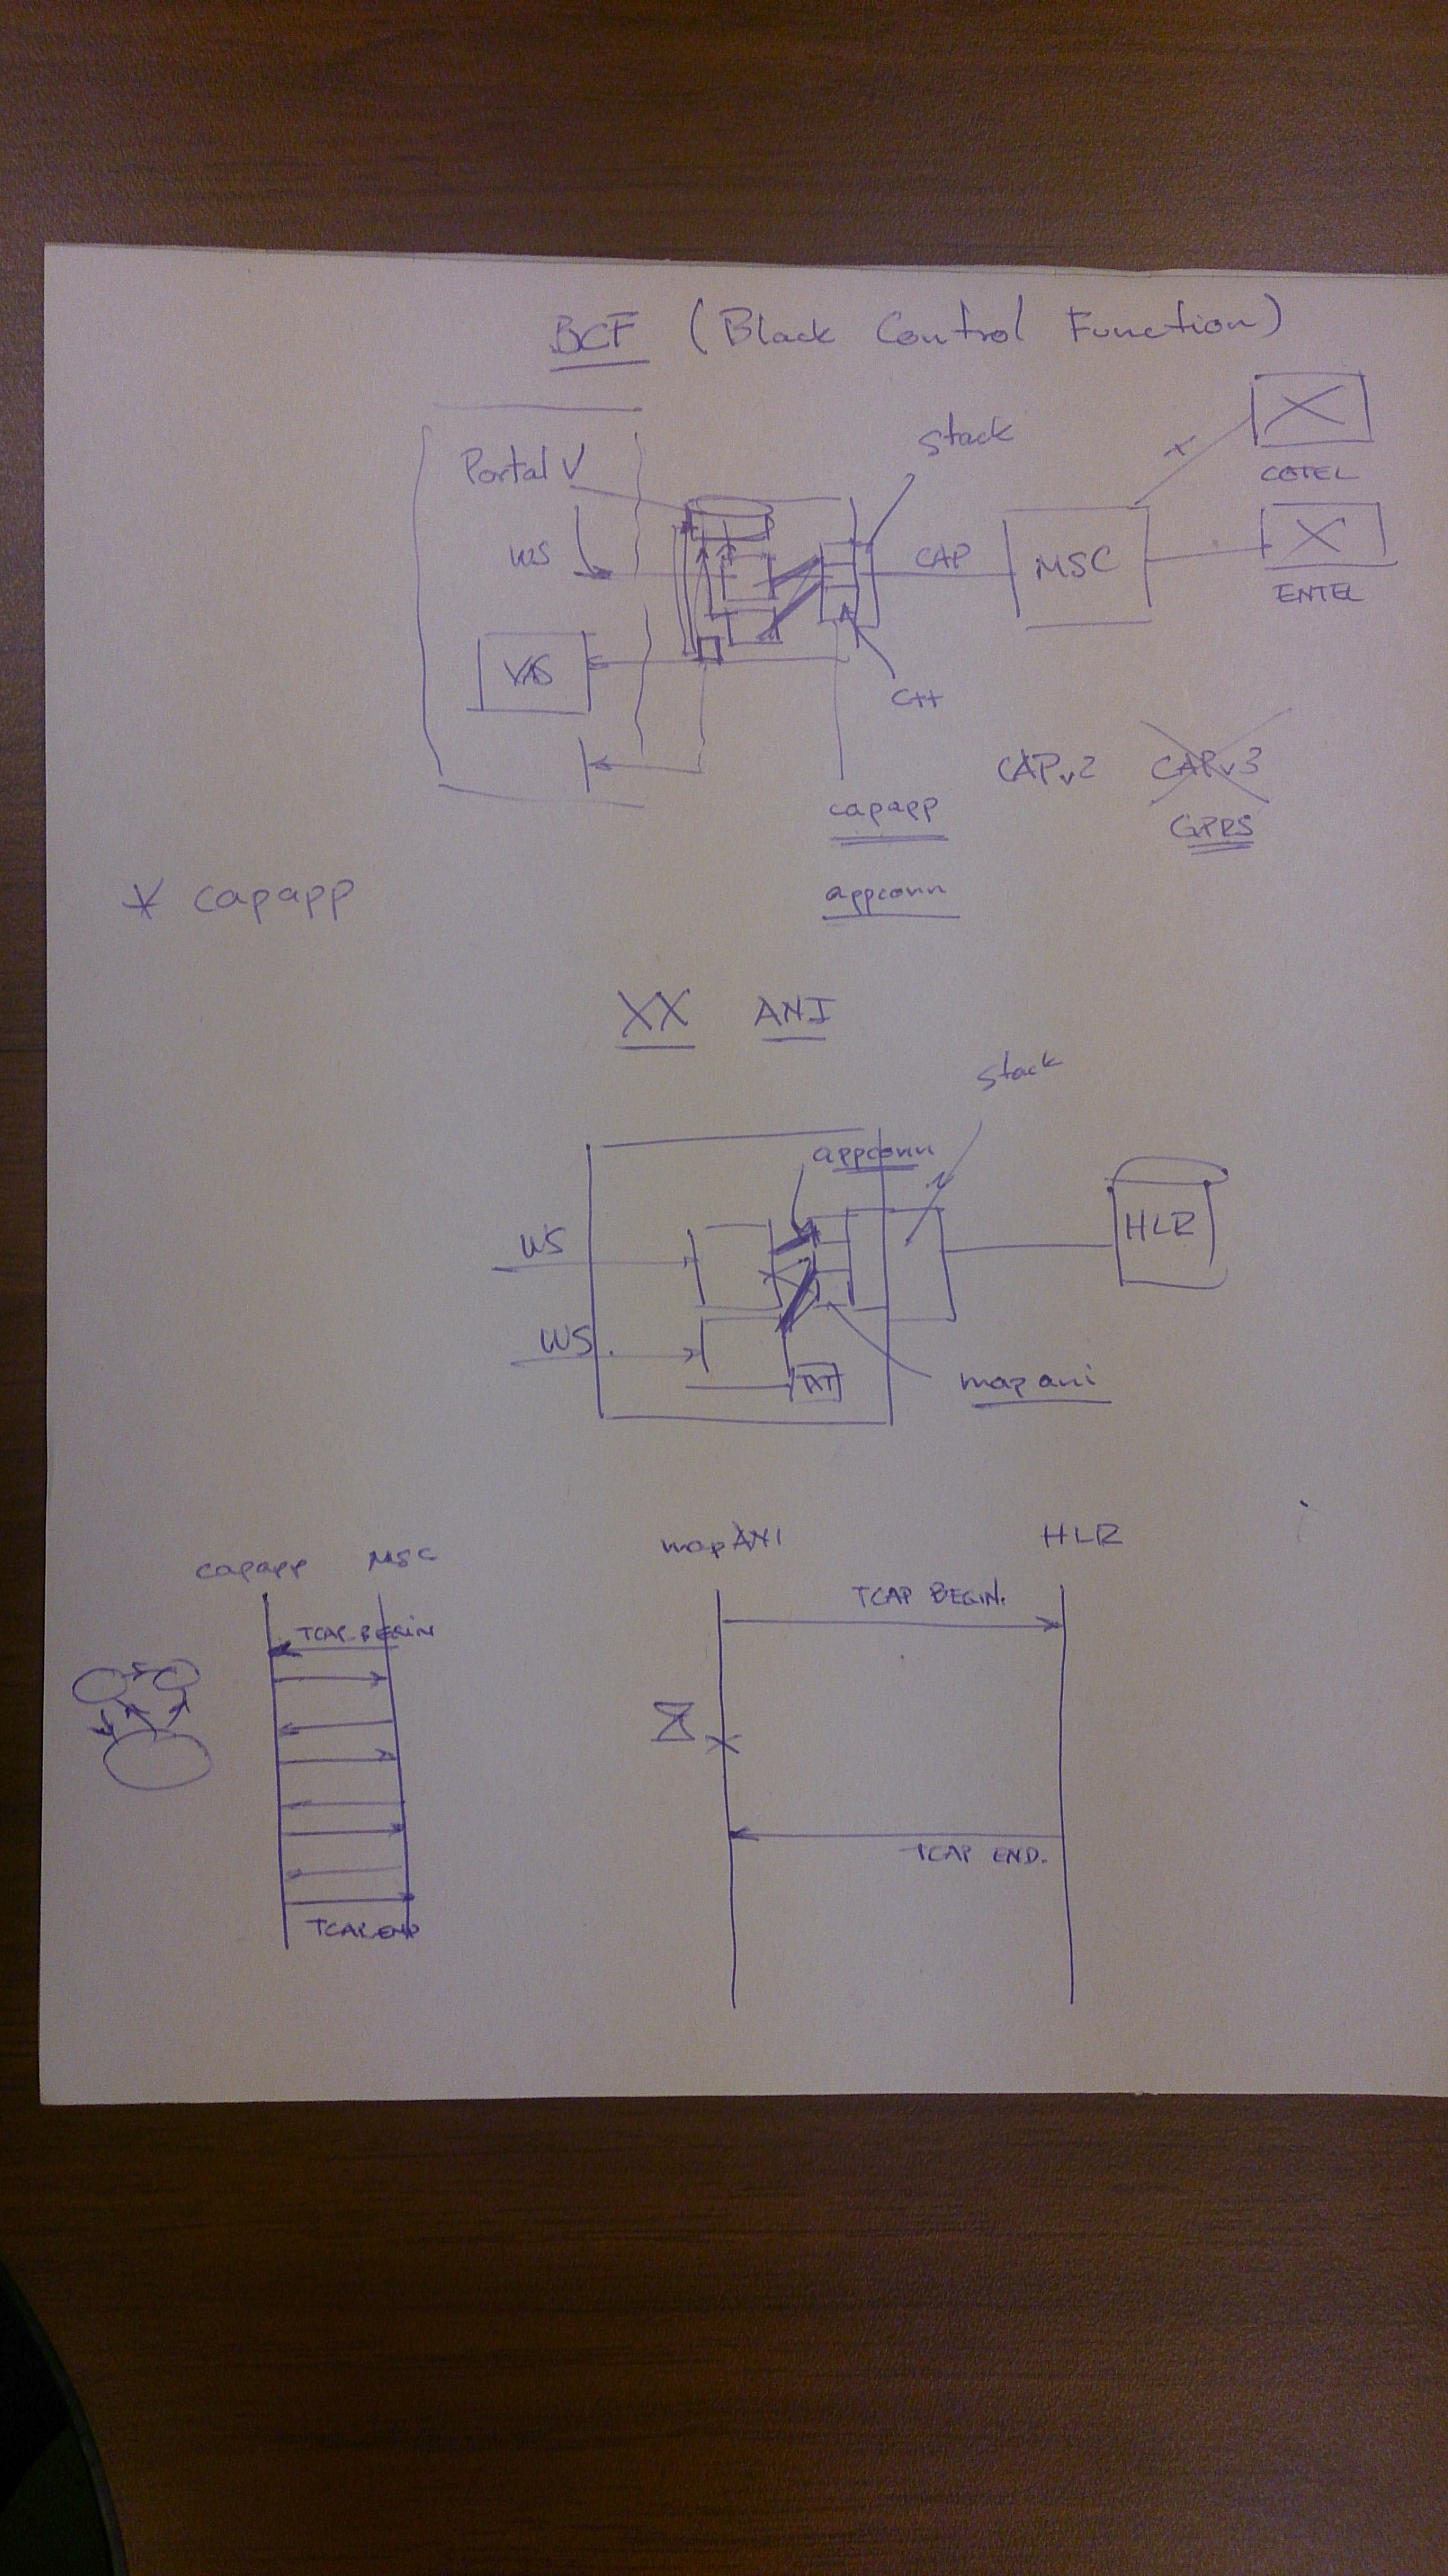 BCF (Black Control Function)
stack
Portal V
COTEL
WS
CAP
MSC
ENTEL
VAS
C++
CAPv2 CAPv3
GPRS
capapp
* capapp
appconn
XX ANI
stack
appconn
HLR
WS
WS
map ani
mapANI
HLR
capapp MSC
TCAP BEGIN.
TCAP BEGIN
TCAP END.
TCAP END